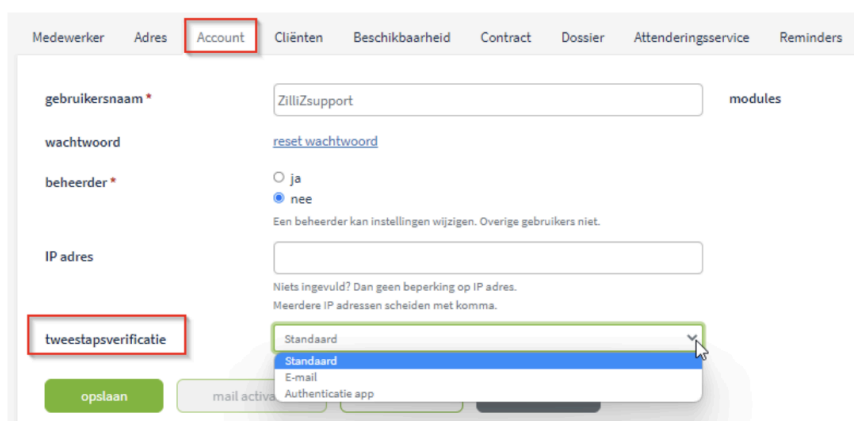 Medewerker Adres Account Cliënten Beschikbaarheid Contract Dossier Attenderingsservice Reminders
gebruikersnaam * ZilliZsupport modules
wachtwoord reset wachtwoord
beheerder * ja
nee
Een beheerder kan instellingen wijzigen. Overige gebruikers niet.
IP adres
Niets ingevuld? Dan geen beperking op IP adres.
Meerdere IP adressen scheiden met komma.
tweestapsverificatie Standaard
Standaard
E-mail
Authenticatie app
opslaan mail